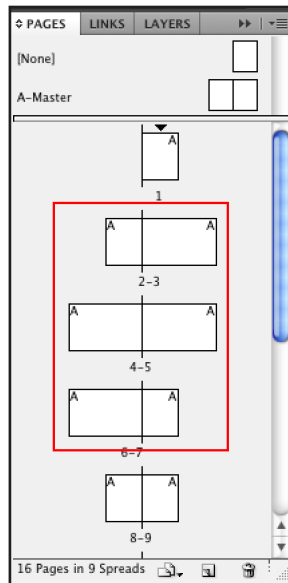 PAGES LINKS LAYERS
[None]
A-Master
A
1
A A
2-3
A A
4-5
A A
6-7
A A
8-9
16 Pages in 9 Spreads